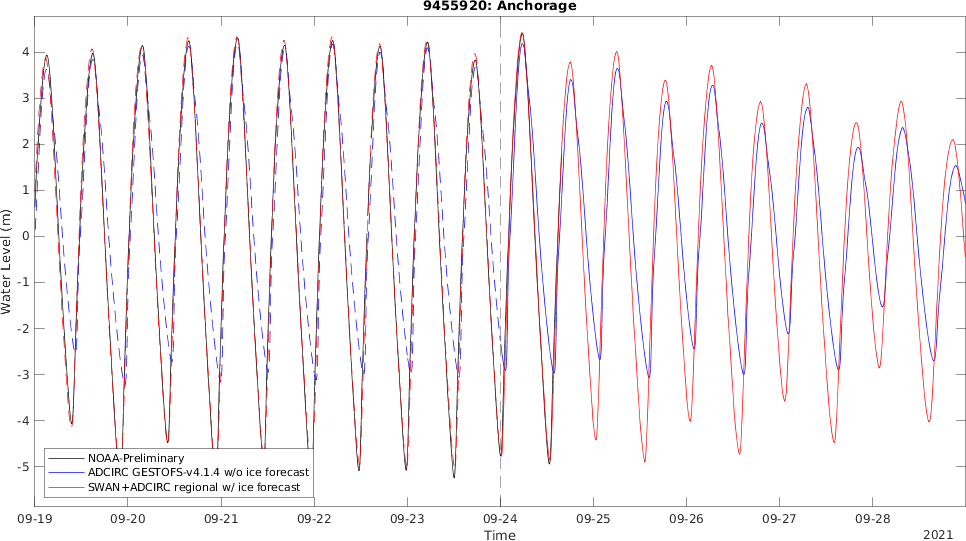 9455920: Anchorage
4
3
2
1
0
-1
-2
-3
-4
-5
Water Level (m)
NOAA-Preliminary
ADCIRC GESTOFS-v4.1.4 w/o ice forecast
SWAN+ADCIRC regional w/ ice forecast
09-19 09-20 09-21 09-22 09-23 09-24 09-25 09-26 09-27 09-28
Time
2021